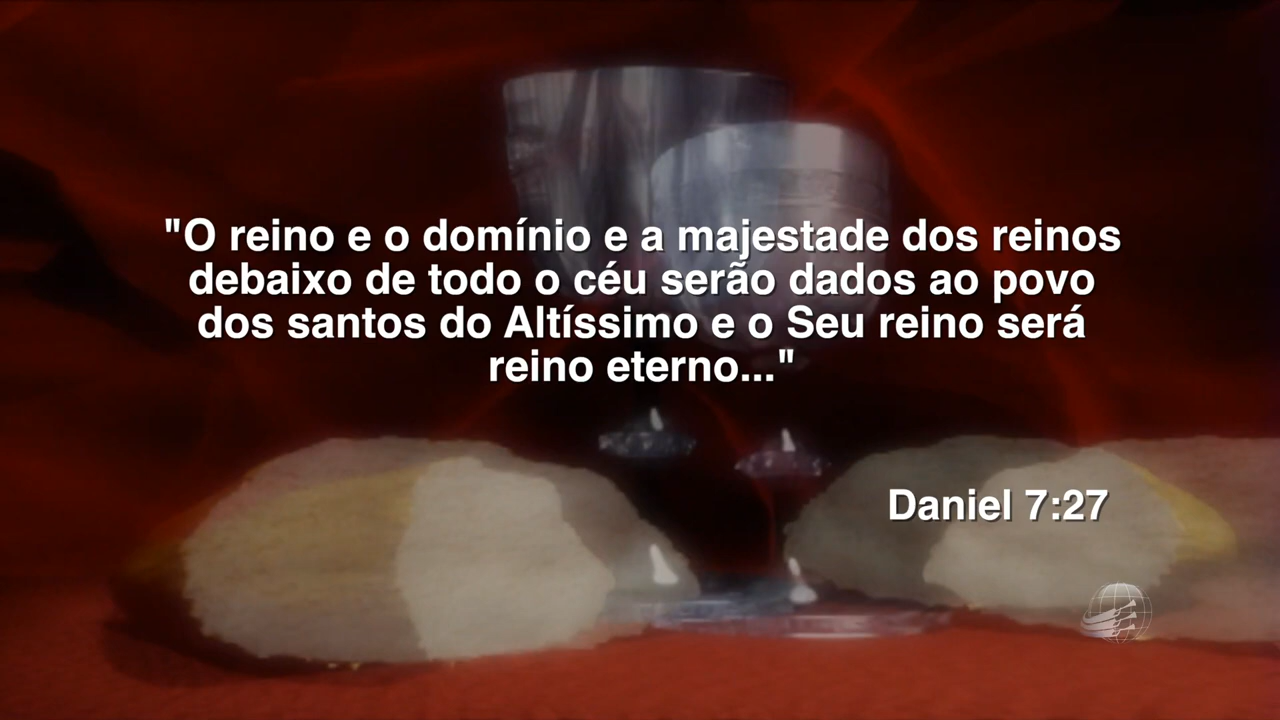 "O reino e o domínio e a majestade dos reinos
debaixo de todo o céu serão dados ao povo
dos santos do Altíssimo e o Seu reino será
reino eterno..."
Daniel 7:27